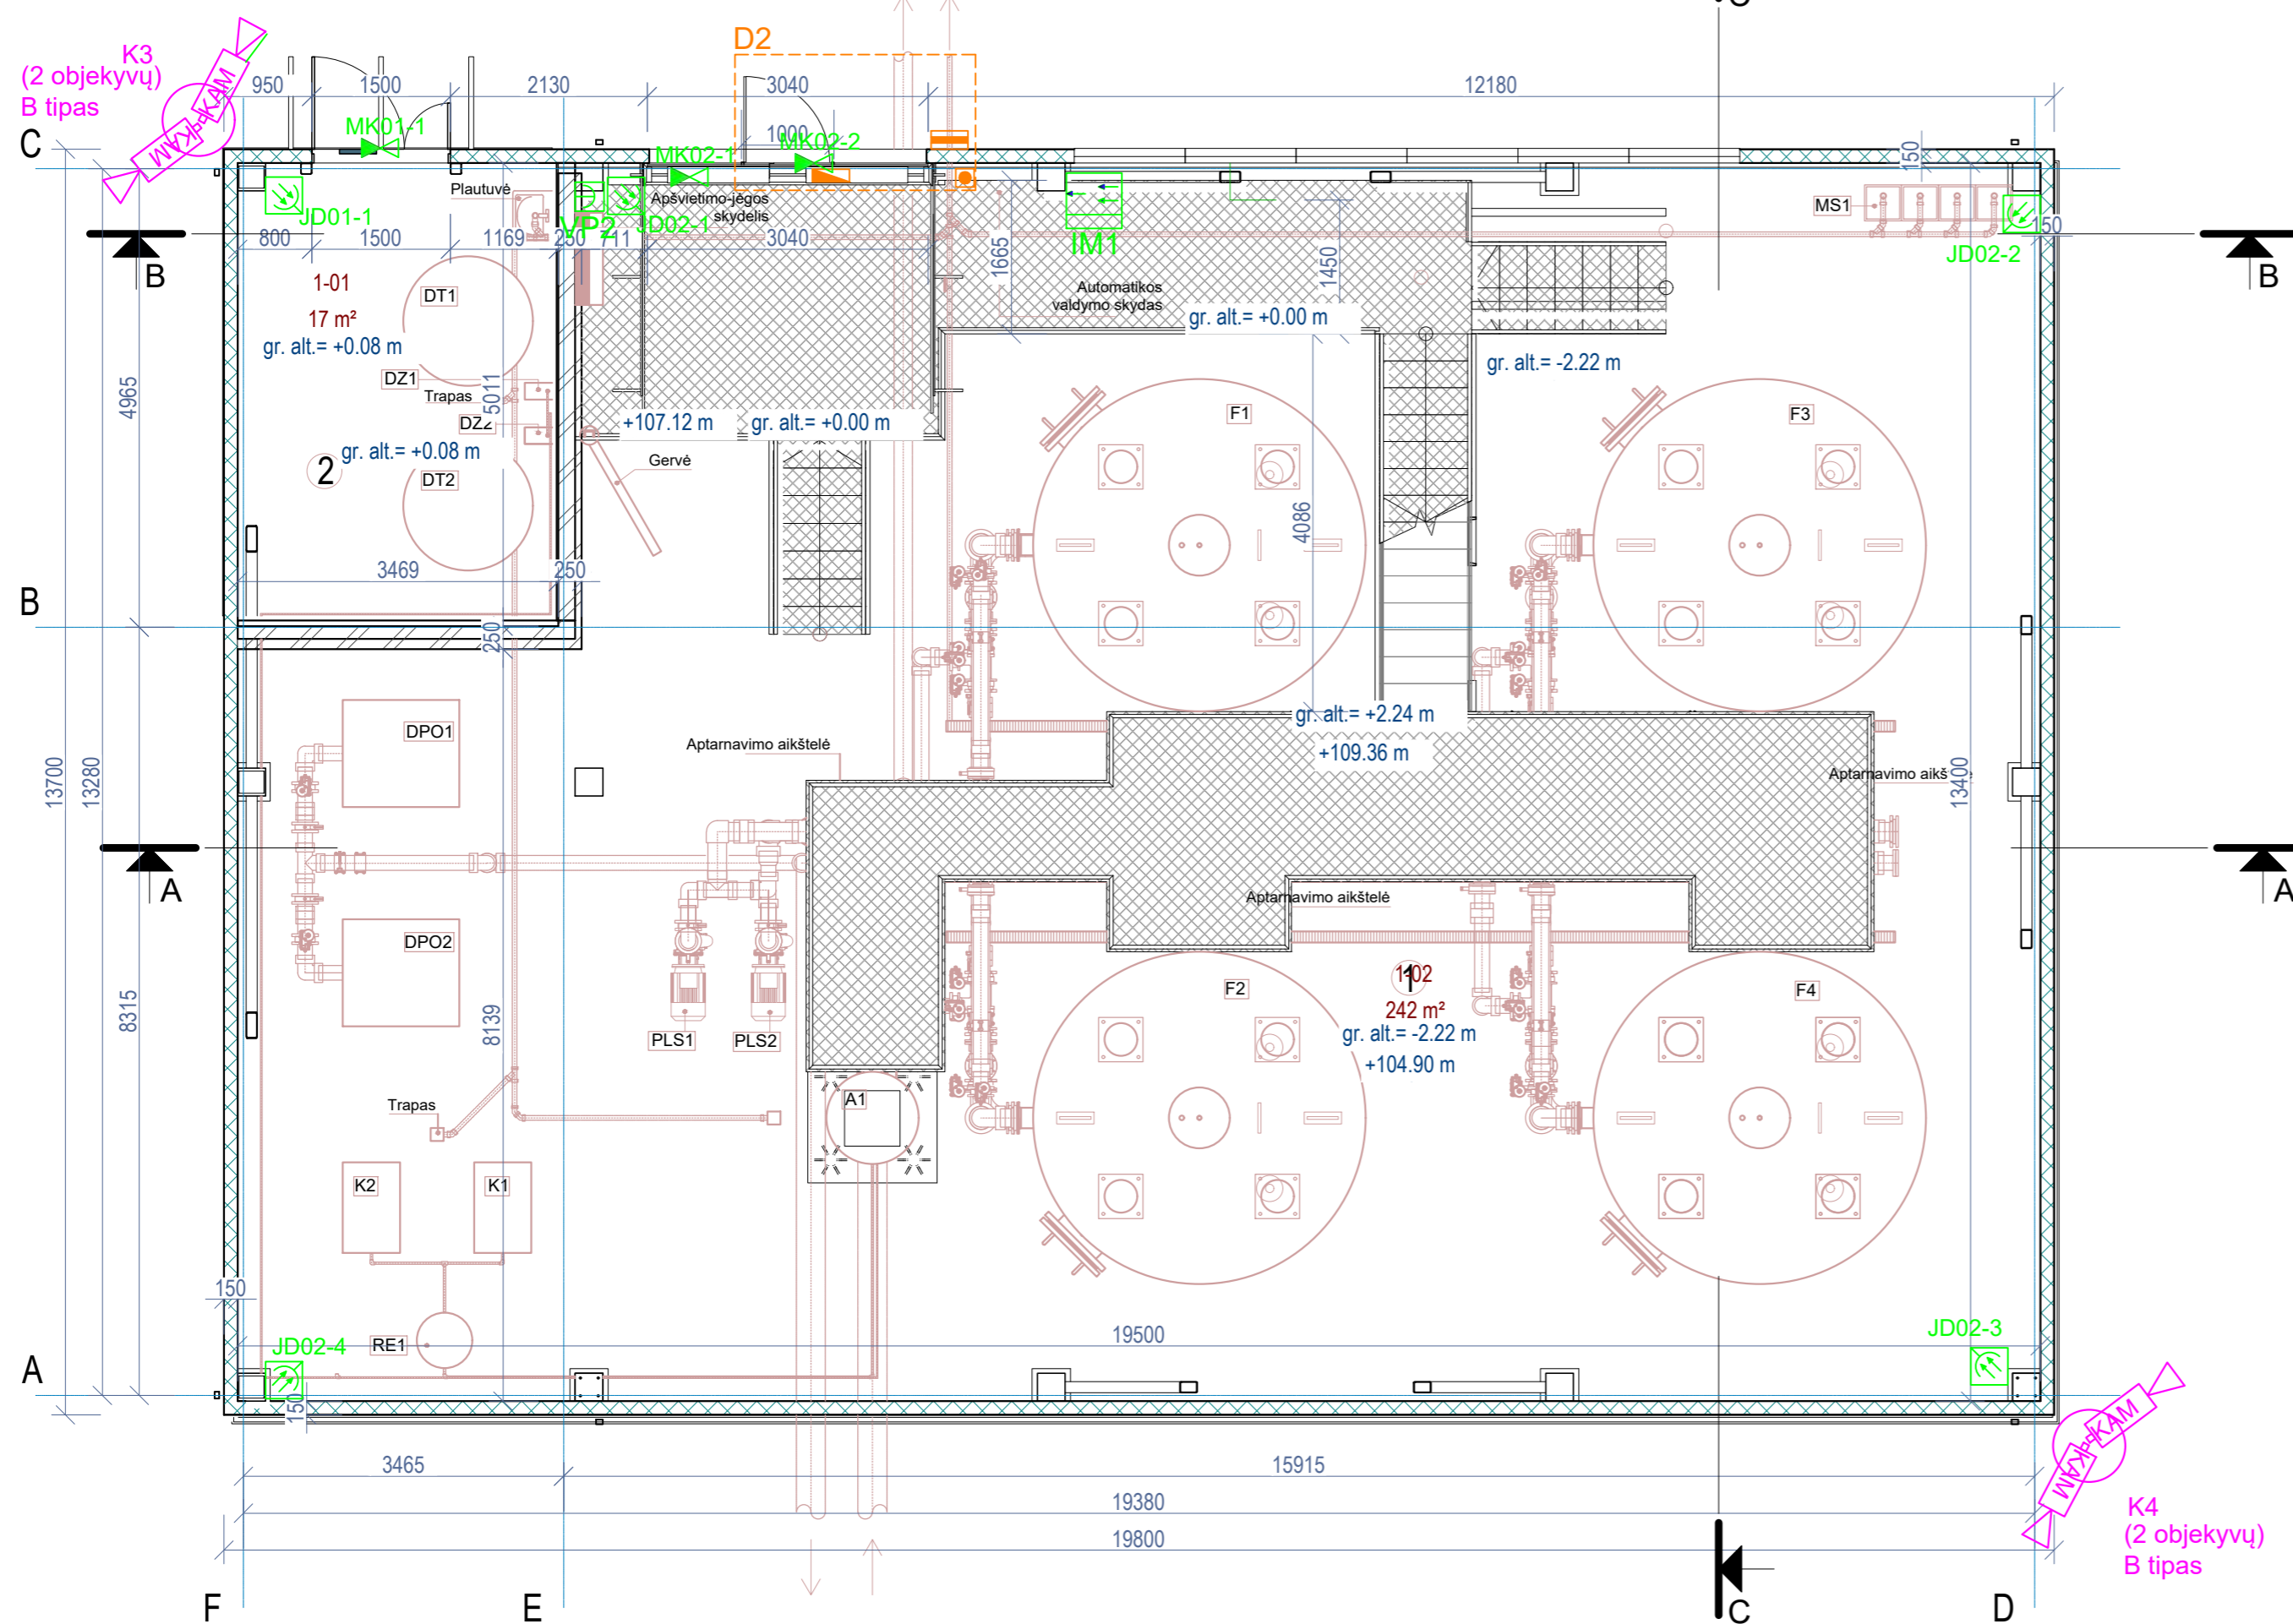 C
D2
K3
(2 objekyvų)
B tipas
KAM
KAM
950
1500
2130
3040
12180
1000
MK01-1
MK02-1
MK02-2
C
150
Plautuvė
JD01-1
VP2
Apšvietimo-jėgos
skydelis
JD02-1
IM1
MS1
150
JD02-2
800
1500
1169
250
711
3040
1665
1450
B
B
1-01
17 m²
gr. alt.= +0.08 m
DT1
Automatikos
valdymo skydas
gr. alt.= +0.00 m
gr. alt.= -2.22 m
4965
DZ1
Trapas
5011
DZ2
+107.12 m
gr. alt.= +0.00 m
F1
F3
gr. alt.= +0.08 m
2
DT2
Gervė
4086
3469
250
B
250
DPO1
Aptarnavimo aikštelė
gr. alt.= +2.24 m
+109.36 m
Aptarnavimo aikš
13700
13280
13400
A
A
Aptarnavimo aikštelė
DPO2
8315
8139
PLS1
PLS2
F2
1-02
1
242 m²
gr. alt.= -2.22 m
+104.90 m
F4
Trapas
A1
K2
K1
150
RE1
JD02-4
19500
JD02-3
A
150
KAM
KAM
3465
15915
19380
19800
K4
(2 objekyvų)
B tipas
F
E
C
D